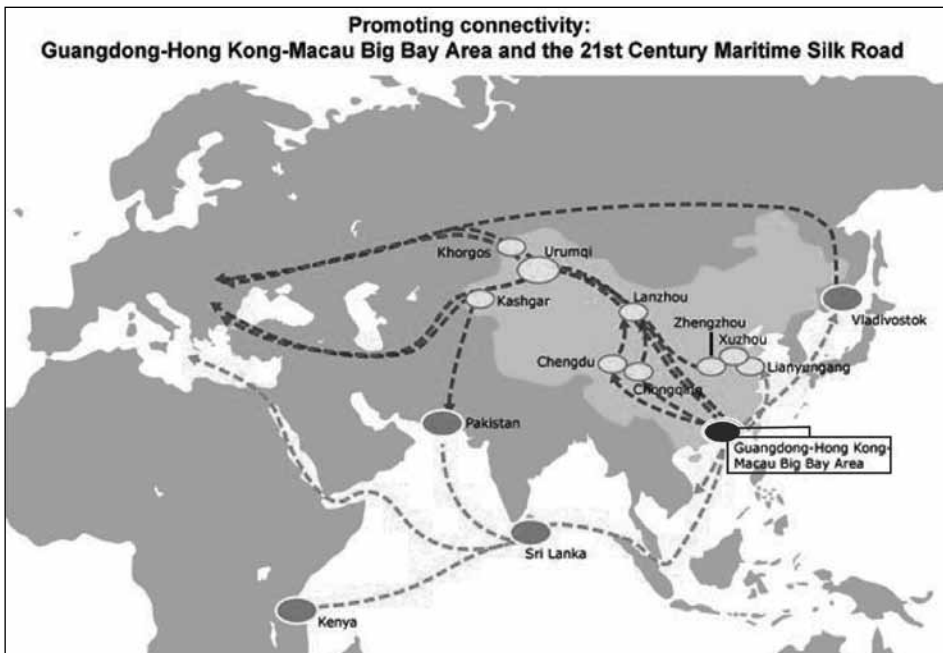 Promoting connectivity:
Guangdong-Hong Kong-Macau Big Bay Area and the 21st Century Maritime Silk Road
Khorgos
Urumqi
Kashgar
Lanzhou
Vladivostok
Zhengzhou
Xuzhou
Chengdu
Lianyungang
Chongqing
Pakistan
Guangdong-Hong Kong-
Macau Big Bay Area
Sri Lanka
Kenya